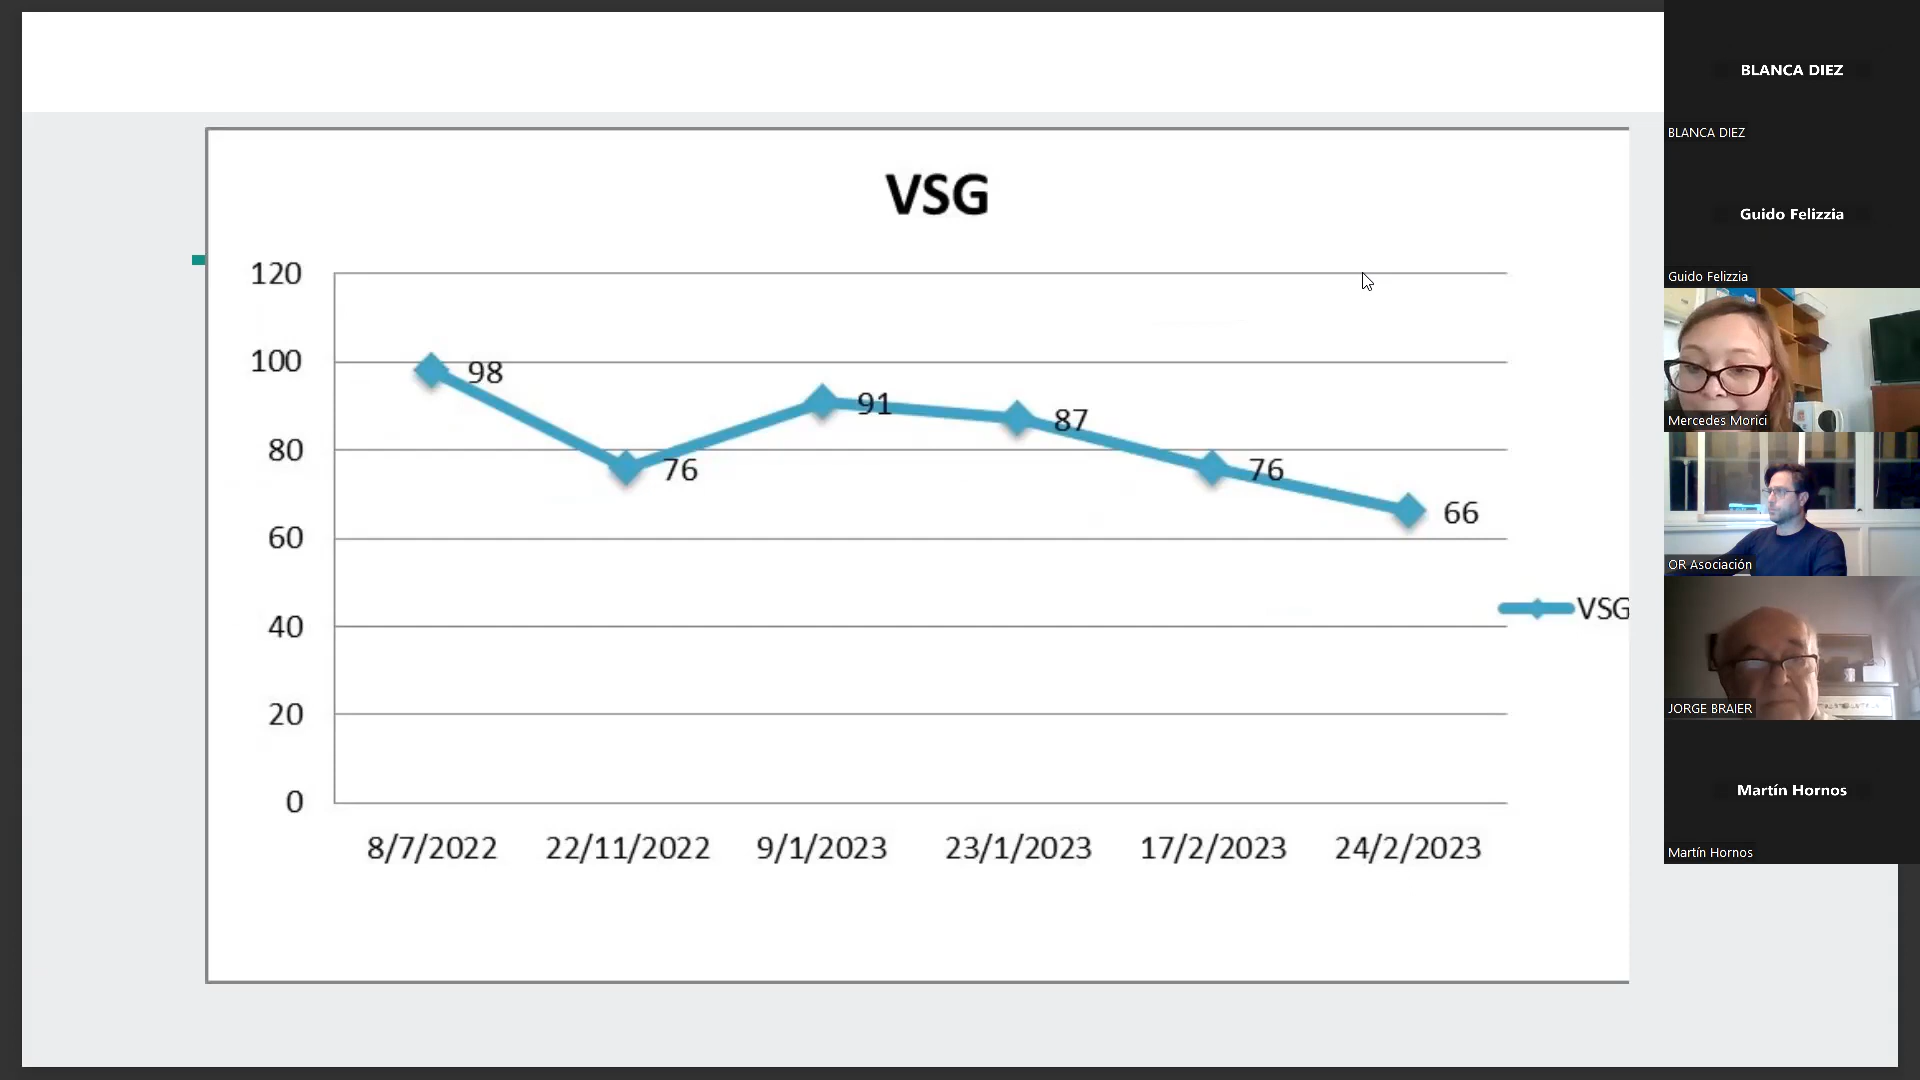 VSG
120
100
80
60
40
20
0
98
76
91
87
76
66
VSG
8/7/2022
22/11/2022
9/1/2023
23/1/2023
17/2/2023
24/2/2023
BLANCA DIEZ
BLANCA DIEZ
Guido Felizzia
Guido Felizzia
Mercedes Morici
OR Asociación
JORGE BRAIER
Martín Hornos
Martín Hornos